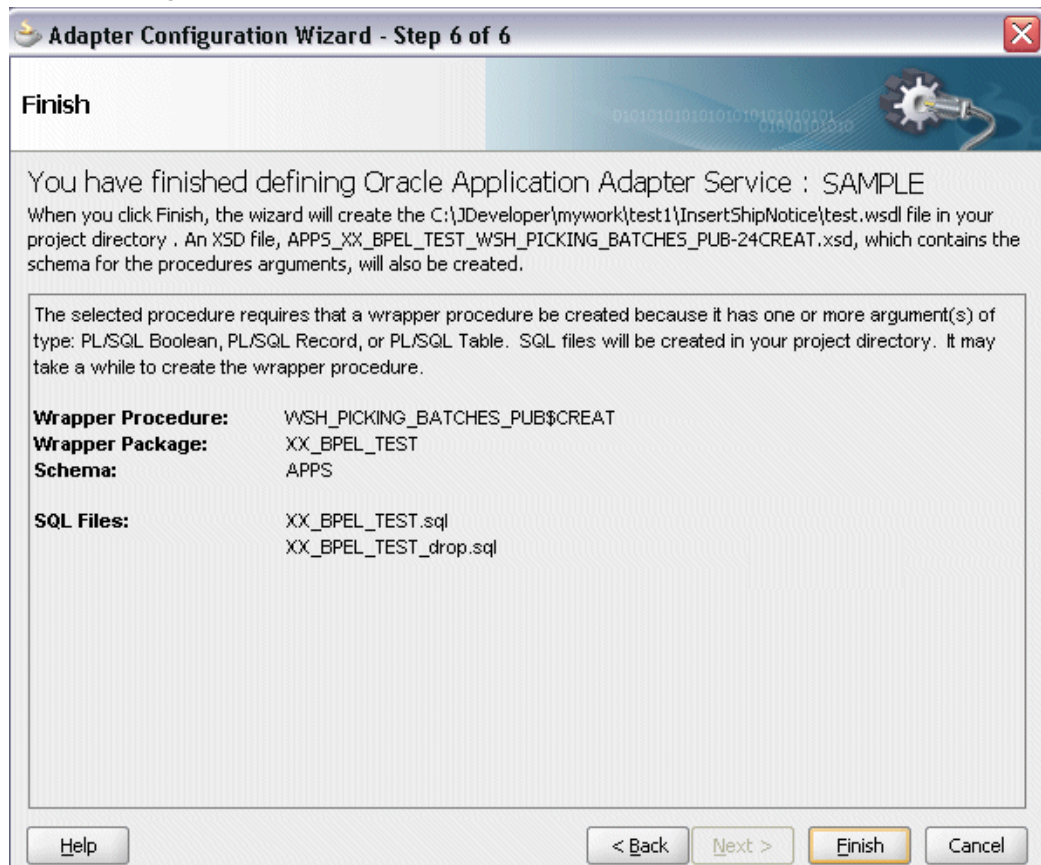 Adapter Configuration Wizard - Step 6 of 6
Finish
01010101010101010101010101
01010101010
You have finished defining Oracle Application Adapter Service : SAMPLE
When you click Finish, the wizard will create the C:\JDeveloper\mywork\test1\InsertShipNotice\test.wsdl file in your
project directory . An XSD file, APPS_XX_BPEL_TEST_WSH_PICKING_BATCHES_PUB-24CREAT.xsd, which contains the
schema for the procedures arguments, will also be created.
The selected procedure requires that a wrapper procedure be created because it has one or more argument(s) of
type: PL/SQL Boolean, PL/SQL Record, or PL/SQL Table. SQL files will be created in your project directory. It may
take a while to create the wrapper procedure.
Wrapper Procedure: WSH_PICKING_BATCHES_PUB$CREAT
Wrapper Package: XX_BPEL_TEST
Schema: APPS
SQL Files: XX_BPEL_TEST.sql
XX_BPEL_TEST_drop.sql
Help < Back Next > Finish Cancel